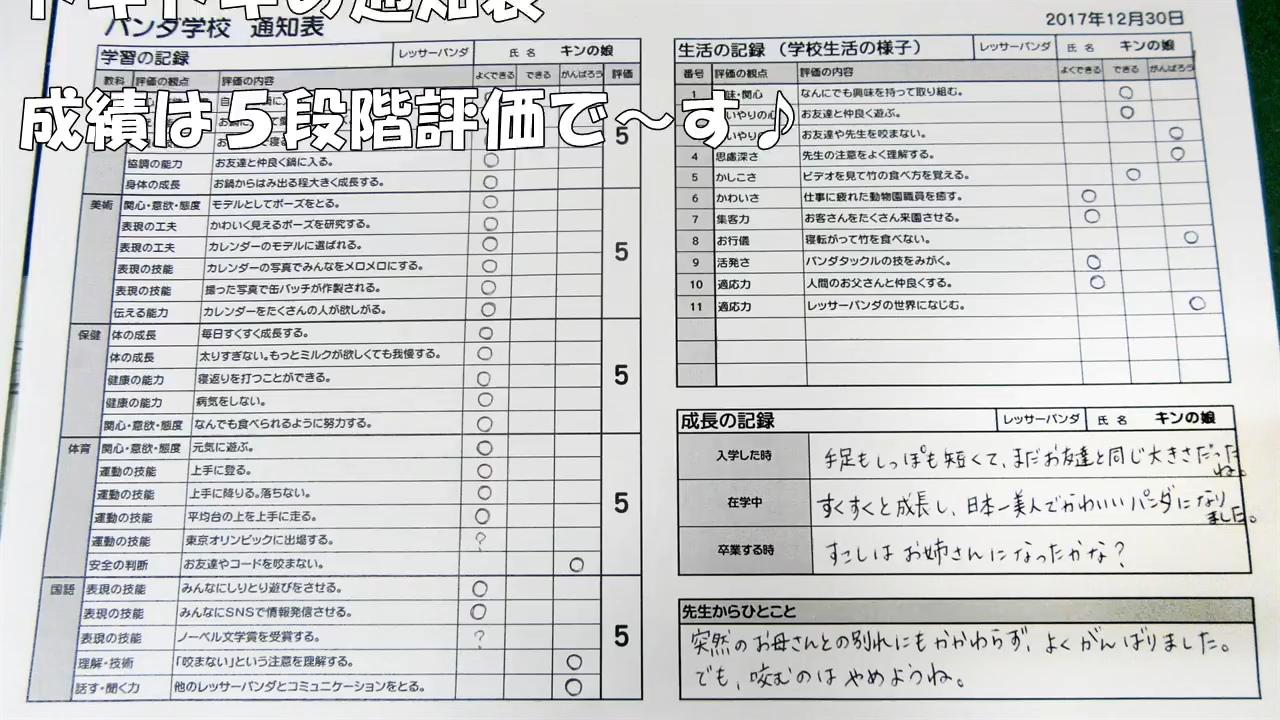 ドキドキの通知表
パンダ学校 通知表
2017年12月30日
学習の記録 レッサーパンダ 氏名 キンの娘
教科 評価の観点 評価の内容 よくできる できる がんばろう 評価
成績は５段階評価で～す♪
5
協調の能力 お友達と仲良く鍋に入る。 ○
身体の成長 お鍋からはみ出る程大きく成長する。 ○
美術 関心・意欲・態度 モデルとしてポーズをとる。 ○
表現の工夫 かわいく見えるポーズを研究する。 ○
表現の工夫 カレンダーのモデルに選ばれる。 ○
5
表現の技能 カレンダーの写真でみんなをメロメロにする。 ○
表現の技能 撮った写真で缶バッチが作製される。 ○
伝える能力 カレンダーをたくさんの人が欲しがる。 ○
保健 体の成長 毎日すくすく成長する。 ○
体の成長 太りすぎない。もっとミルクが欲しくても我慢する。 ○
健康の能力 寝返りを打つことができる。 ○ 5
健康の能力 病気をしない。 ○
関心・意欲・態度 なんでも食べられるように努力する。 ○
体育 関心・意欲・態度 元気に遊ぶ。 ○
運動の技能 上手に登る。 ○
運動の技能 上手に降りる。落ちない。 ○ 5
運動の技能 平均台の上を上手に走る。 ○
運動の技能 東京オリンピックに出場する。 ?
安全の判断 お友達やコードを咬まない。 ○
国語 表現の技能 みんなにしりとり遊びをさせる。 ○
表現の技能 みんなにSNSで情報発信させる。 ○
表現の技能 ノーベル文学賞を受賞する。 ? 5
理解・技術 「咬まない」という注意を理解する。 ○
話す・聞く力 他のレッサーパンダとコミュニケーションをとる。 ○
生活の記録（学校生活の様子） レッサーパンダ 氏名 キンの娘
番号 評価の観点 評価の内容 よくできる できる がんばろう
1 味・関心 なんにでも興味を持って取り組む。 ○
いやりの心 お友達と仲良く遊ぶ。 ○
いやりの お友達や先生を咬まない。 ○
4 思慮深さ 先生の注意をよく理解する。 ○
5 かしこさ ビデオを見て竹の食べ方を覚える。 ○
6 かわいさ 仕事に疲れた動物園職員を癒す。 ○
7 集客力 お客さんをたくさん来園させる。 ○
8 お行儀 寝転がって竹を食べない。 ○
9 活発さ パンダタックルの技をみがく。 ○
10 適応力 人間のお父さんと仲良くする。 ○
11 適応力 レッサーパンダの世界になじむ。 ○
成長の記録 レッサーパンダ 氏名 キンの娘
入学した時 手足もしっぽも短くて、まだお友達と同じ大きさだった
ね。
在学中 すくすくと成長し、日本一美人でかわいいパンダになり
ました。
卒業する時 すこしはお姉さんになったかな？
先生からひとこと
突然のお母さんとの別れにもかかわらず、よくがんばりました。
でも、咬むのはやめようね。